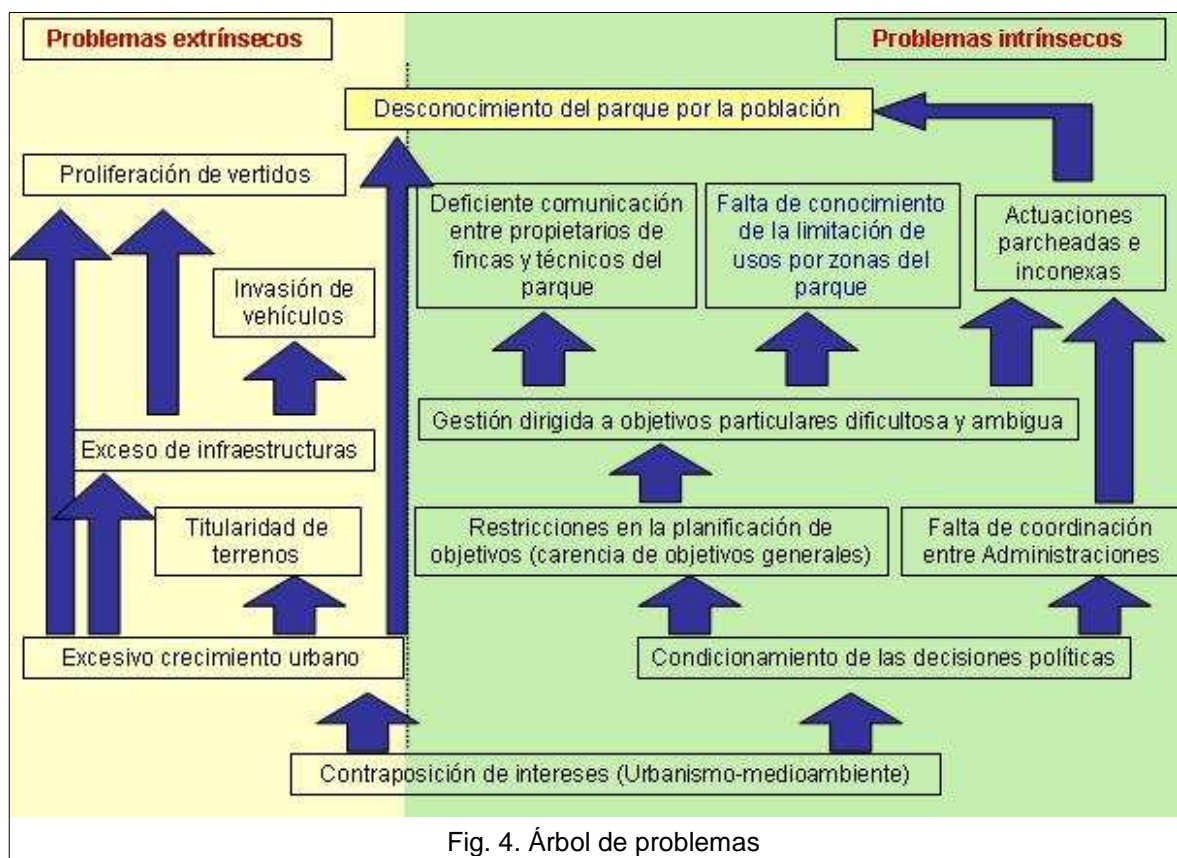 Problemas extrínsecos
Problemas intrínsecos
Desconocimiento del parque por la población
Proliferación de vertidos
Deficiente comunicación
entre propietarios de
fincas y técnicos del
parque
Falta de conocimiento
de la limitación de
usos por zonas del
parque
Actuaciones
parcheadas e
inconexas
Invasión de
vehículos
Gestión dirigida a objetivos particulares dificultosa y ambigua
Exceso de infraestructuras
Titularidad de
terrenos
Restricciones en la planificación de
objetivos (carencia de objetivos generales)
Falta de coordinación
entre Administraciones
Excesivo crecimiento urbano
Condicionamiento de las decisiones políticas
Contraposición de intereses (Urbanismo-medioambiente)
Fig. 4. Árbol de problemas